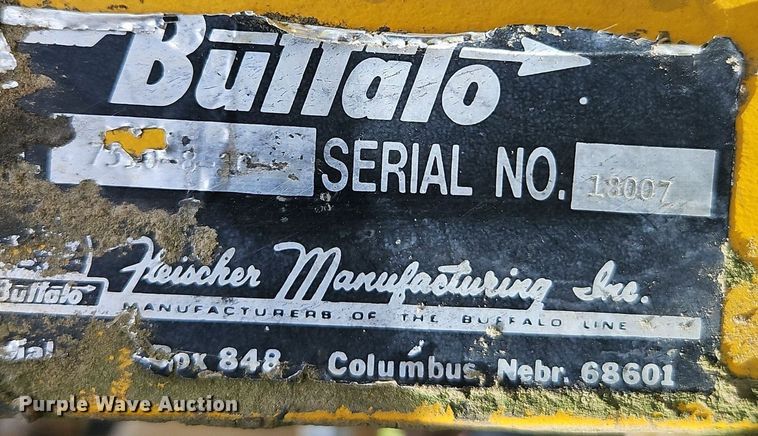 Buffalo
SERIAL NO. 18007
Fleischer Manufacturing, Inc.
Buffalo
MANUFACTURERS OF THE BUFFALO LINE
Box 848 Columbus, Nebr. 68601
Purple Wave Auction